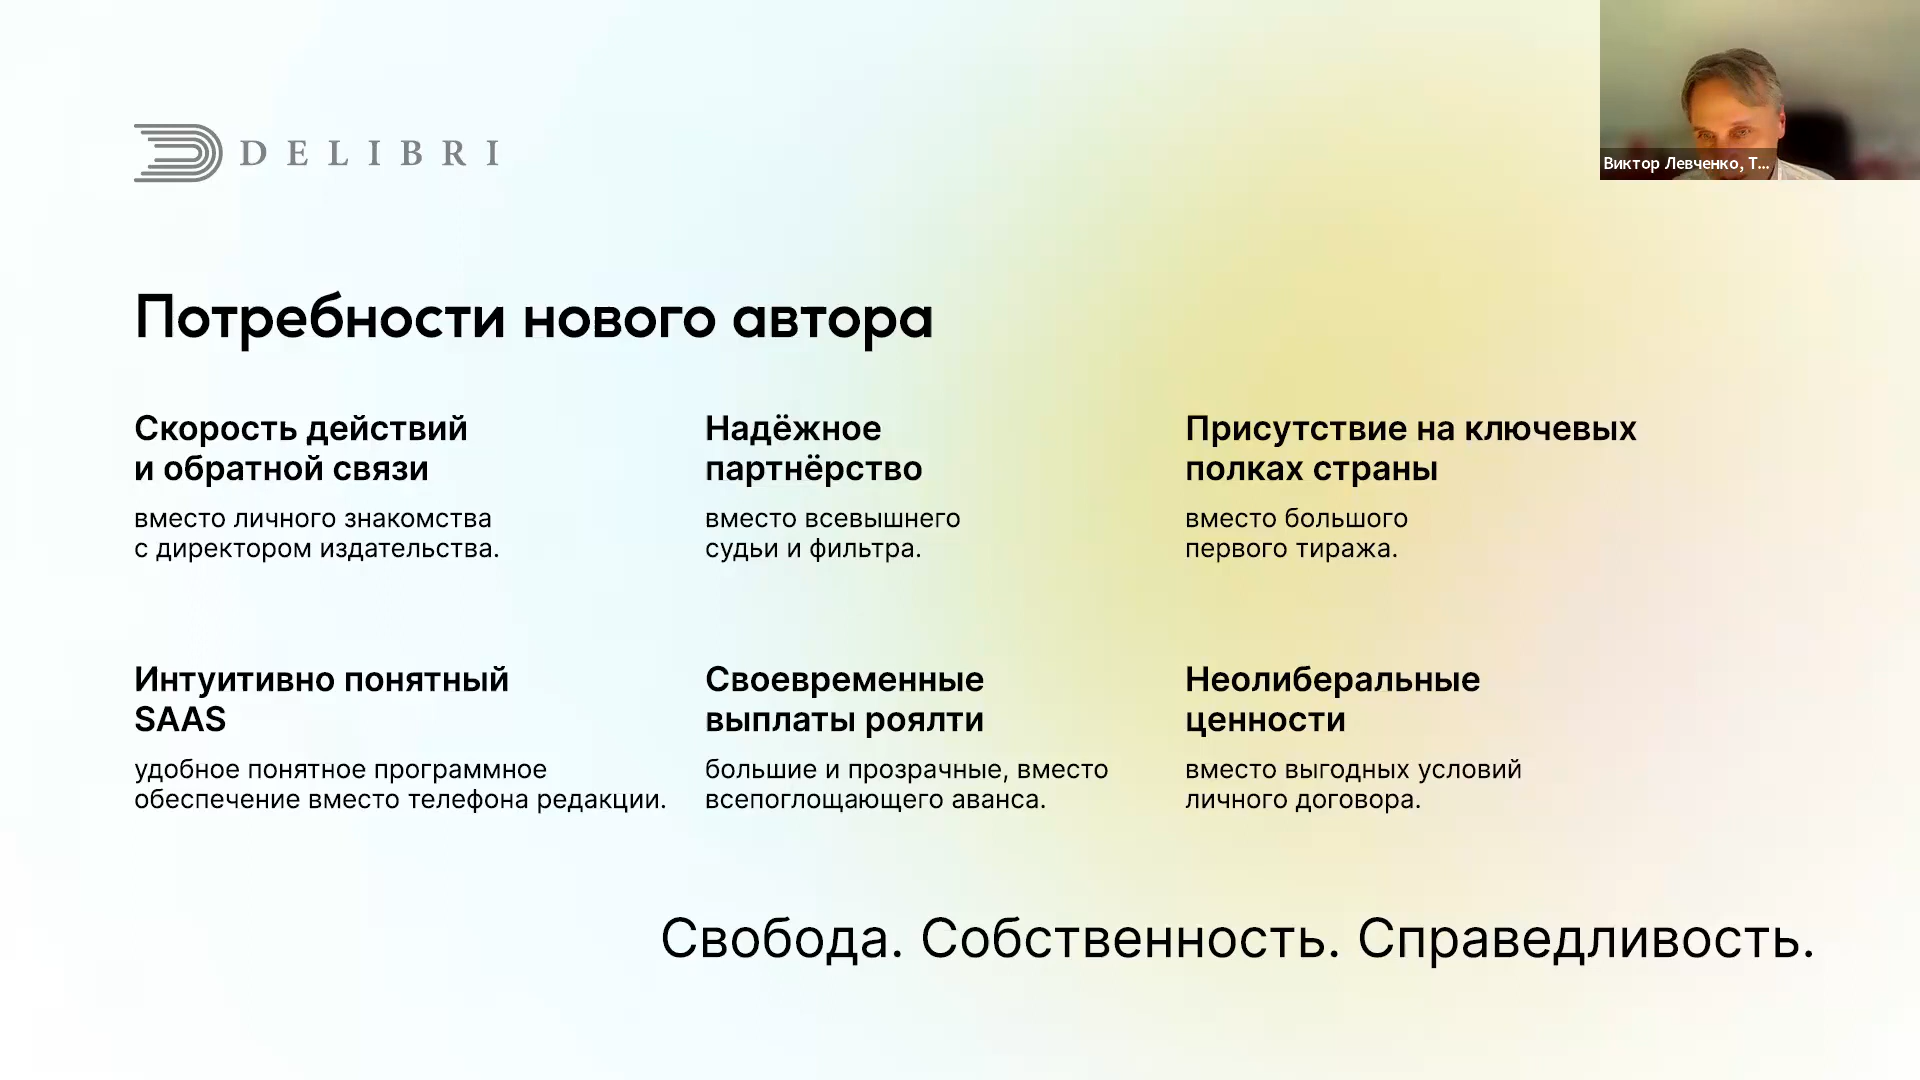 DELIBRI
Виктор Левченко, Т...
Потребности нового автора
Скорость действий
и обратной связи
вместо личного знакомства
с директором издательства.
Надёжное
партнёрство
вместо всевышнего
судьи и фильтра.
Присутствие на ключевых
полках страны
вместо большого
первого тиража.
Интуитивно понятный
SAAS
удобное понятное программное
обеспечение вместо телефона редакции.
Своевременные
выплаты роялти
большие и прозрачные, вместо
всепоглощающего аванса.
Неолиберальные
ценности
вместо выгодных условий
личного договора.
Свобода. Собственность. Справедливость.